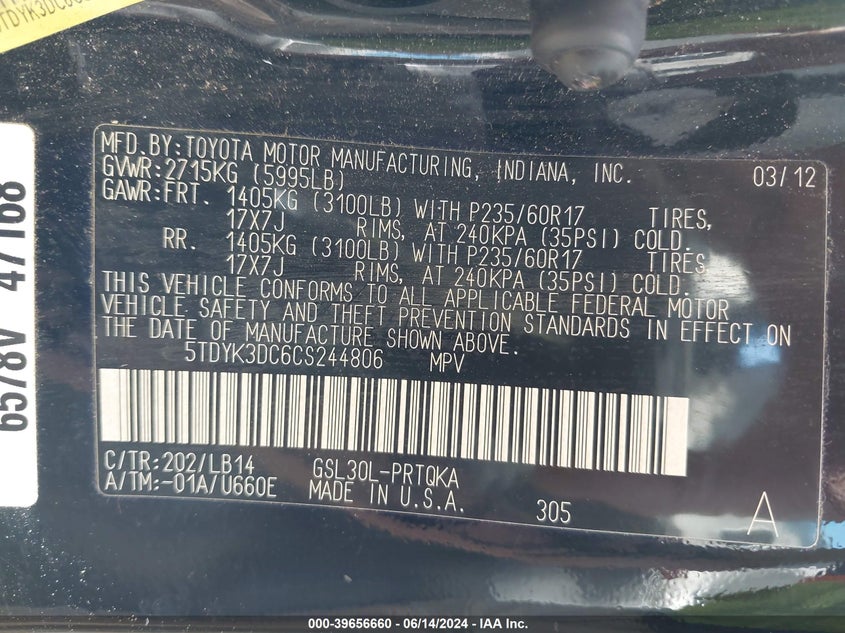 MFD.BY:TOYOTA MOTOR MANUFACTURING, INDIANA, INC. 03/12
GVWR:2715KG (5995LB)
GAWR:FRT. 1405KG (3100LB) WITH P235/60R17 TIRES,
17X7J RIMS, AT 240KPA (35PSI) COLD.
RR. 1405KG (3100LB) WITH P235/60R17 TIRES,
17X7J RIMS, AT 240KPA (35PSI) COLD.
THIS VEHICLE CONFORMS TO ALL APPLICABLE FEDERAL MOTOR
VEHICLE SAFETY AND THEFT PREVENTION STANDARDS IN EFFECT ON
THE DATE OF MANUFACTURE SHOWN ABOVE.
5TDYK3DC6CS244806 MPV
C/TR:202/LB14 GSL30L-PRTQKA
A/TM:-01A/U660E MADE IN U.S.A. 305 A
6578V 47168
000-39656660 - 06/14/2024 - IAA Inc.